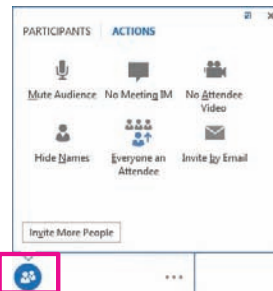 PARTICIPANTS ACTIONS
Mute Audience No Meeting IM No Attendee
Video
Hide Names Everyone an Invite by Email
Attendee
Invite More People